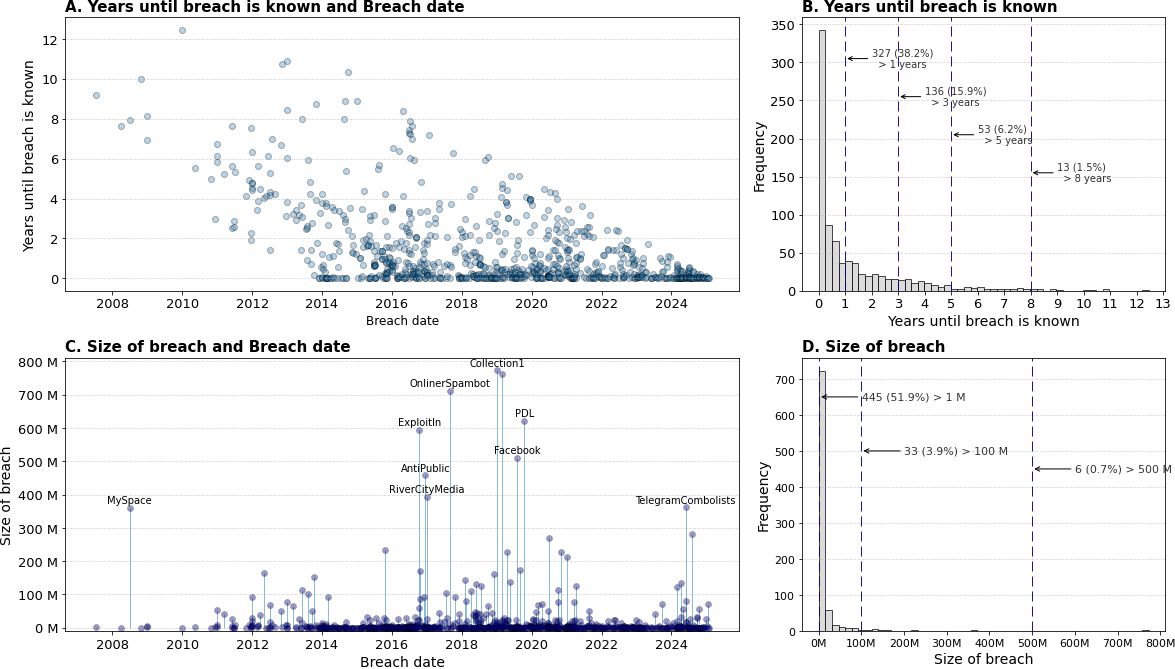 A. Years until breach is known and Breach date
Years until breach is known
12
10
8
6
4
2
0
2008
2010
2012
2014
2016
2018
2020
2022
2024
Breach date
B. Years until breach is known
Frequency
350
300
250
200
150
100
50
0
327 (38.2%)
> 1 years
136 (15.9%)
> 3 years
53 (6.2%)
> 5 years
13 (1.5%)
> 8 years
0
1
2
3
4
5
6
7
8
9
10
11
12
13
Years until breach is known
C. Size of breach and Breach date
Size of breach
800 M
700 M
600 M
500 M
400 M
300 M
200 M
100 M
0 M
Collection1
OnlinerSpambot
PDL
ExploitIn
Facebook
AntiPublic
RiverCityMedia
MySpace
TelegramCombolists
2008
2010
2012
2014
2016
2018
2020
2022
2024
Breach date
D. Size of breach
Frequency
700
600
500
400
300
200
100
0
445 (51.9%) > 1 M
33 (3.9%) > 100 M
6 (0.7%) > 500 M
0M
100M
200M
300M
400M
500M
600M
700M
800M
Size of breach